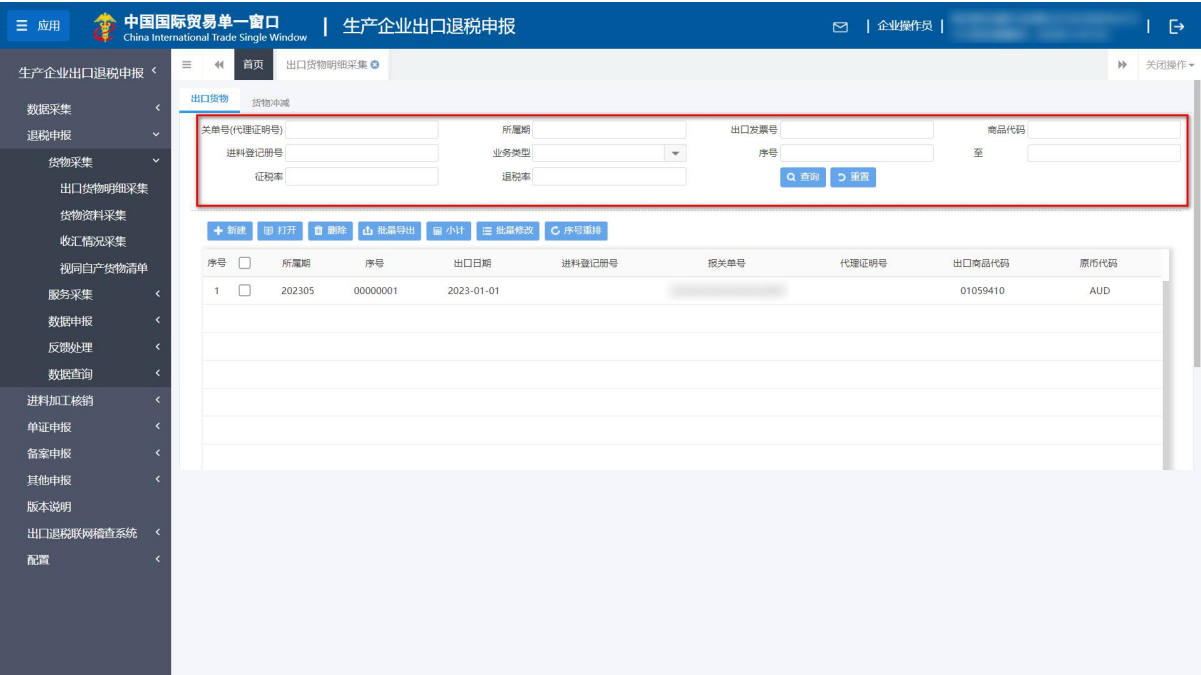 应用
中国国际贸易单一窗口
China International Trade Single Window
生产企业出口退税申报
企业操作员
生产企业出口退税申报
数据采集
退税申报
货物采集
出口货物明细采集
货物资料采集
收汇情况采集
视同自产货物清单
服务采集
数据申报
反馈处理
数据查询
进料加工核销
单证申报
备案申报
其他申报
版本说明
出口退税联网稽查系统
配置
首页 出口货物明细采集 关闭操作
出口货物 货物冲减
关单号(代理证明号) 所属期 出口发票号 商品代码
进料登记册号 业务类型 序号 至
征税率 退税率 查询 重置
新建 打开 删除 批量导出 小计 批量修改 序号重排
序号 所属期 序号 出口日期 进料登记册号 报关单号 代理证明号 出口商品代码 原币代码
1 202305 00000001 2023-01-01 01059410 AUD